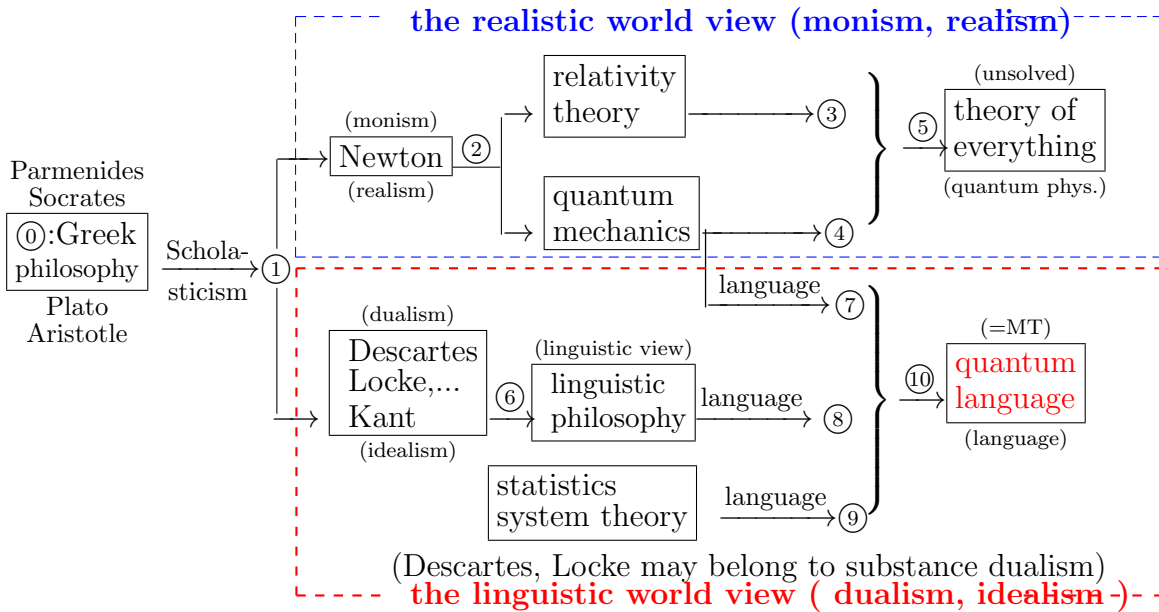 the realistic world view (monism, realism)
Parmenides
Socrates
⓪:Greek
philosophy
Plato
Aristotle
Schola-
sticism
①
(monism)
Newton
(realism)
②
relativity
theory
③
quantum
mechanics
④
⑤
(unsolved)
theory of
everything
(quantum phys.)
language
⑦
(dualism)
Descartes
Locke,...
Kant
(idealism)
⑥
(linguistic view)
linguistic
philosophy
language
⑧
statistics
system theory
language
⑨
⑩
(=MT)
quantum
language
(language)
(Descartes, Locke may belong to substance dualism)
the linguistic world view ( dualism, idealism )